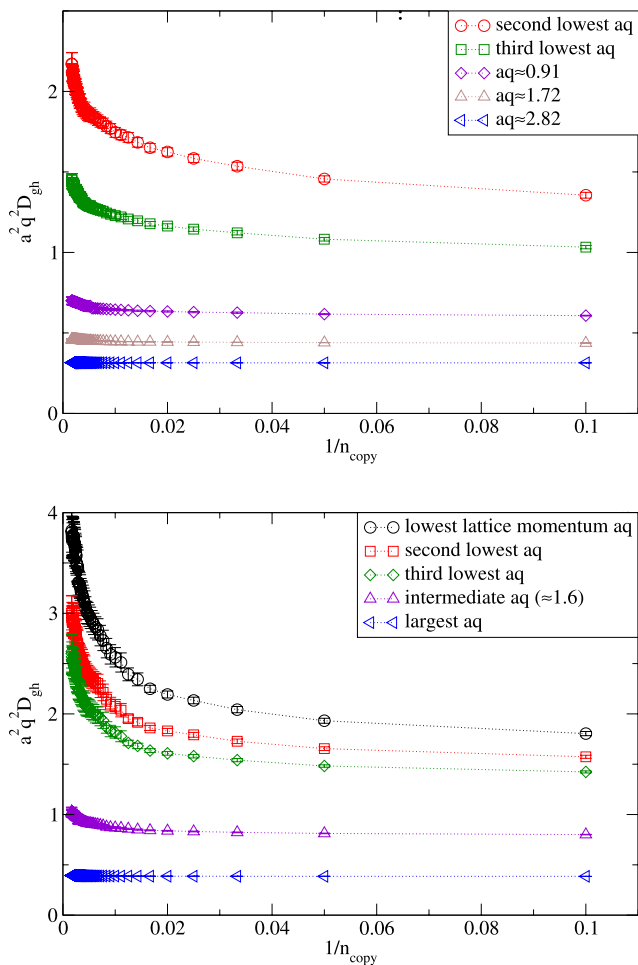 second lowest aq
third lowest aq
aq≈0.91
aq≈1.72
aq≈2.82
2
1
0
a²q²D_gh
0 0.02 0.04 0.06 0.08 0.1
1/n_copy
lowest lattice momentum aq
second lowest aq
third lowest aq
intermediate aq (≈1.6)
largest aq
4
3
2
1
0
a²q²D_gh
0 0.02 0.04 0.06 0.08 0.1
1/n_copy